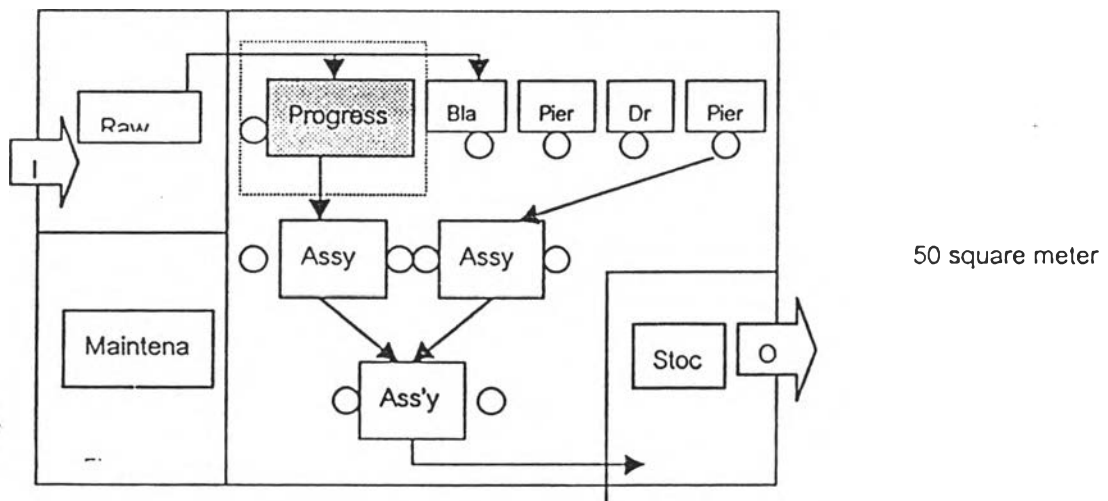 Progress
Bla
Pier
Dr
Pier
Raw
I
Assy
Assy
50 square meter
Maintena
Stoc
O
Ass'y